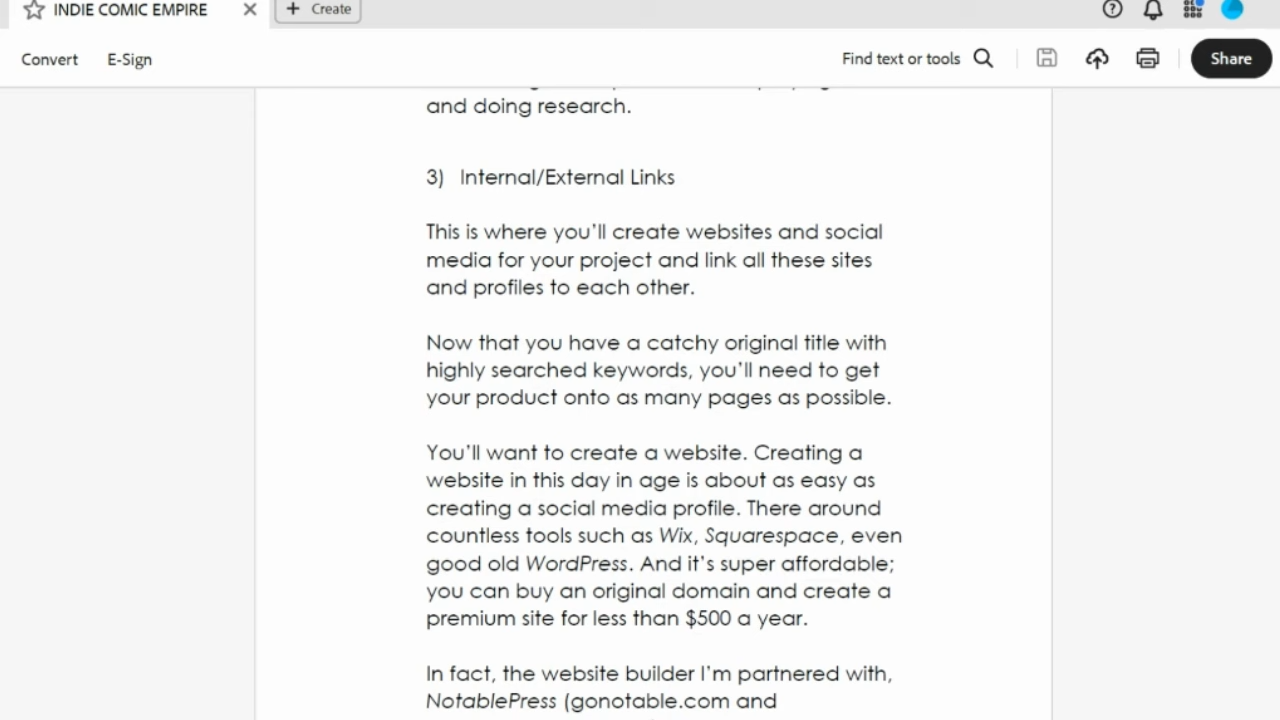 INDIE COMIC EMPIRE
Create
Convert
E-Sign
Find text or tools
Share
and doing research.
3) Internal/External Links
This is where you'll create websites and social
media for your project and link all these sites
and profiles to each other.
Now that you have a catchy original title with
highly searched keywords, you'll need to get
your product onto as many pages as possible.
You'll want to create a website. Creating a
website in this day in age is about as easy as
creating a social media profile. There around
countless tools such as Wix, Squarespace, even
good old WordPress. And it's super affordable;
you can buy an original domain and create a
premium site for less than $500 a year.
In fact, the website builder I'm partnered with,
NotablePress (gonotable.com and